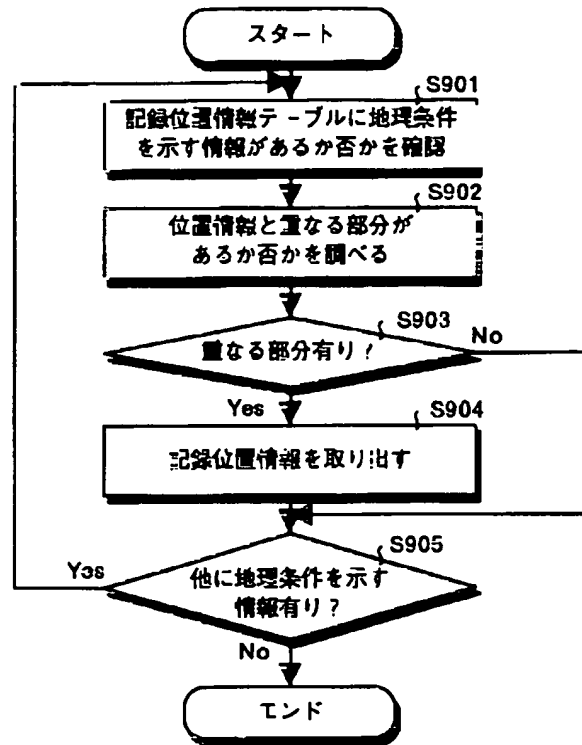 スタート
S901
記録位置情報テーブルに地理条件
を示す情報があるか否かを確認
S902
位置情報と重なる部分が
あるか否かを調べる
S903
重なる部分有り?
No
Yes
S904
記録位置情報を取り出す
S905
Yes
他に地理条件を示す
情報有り?
No
エンド